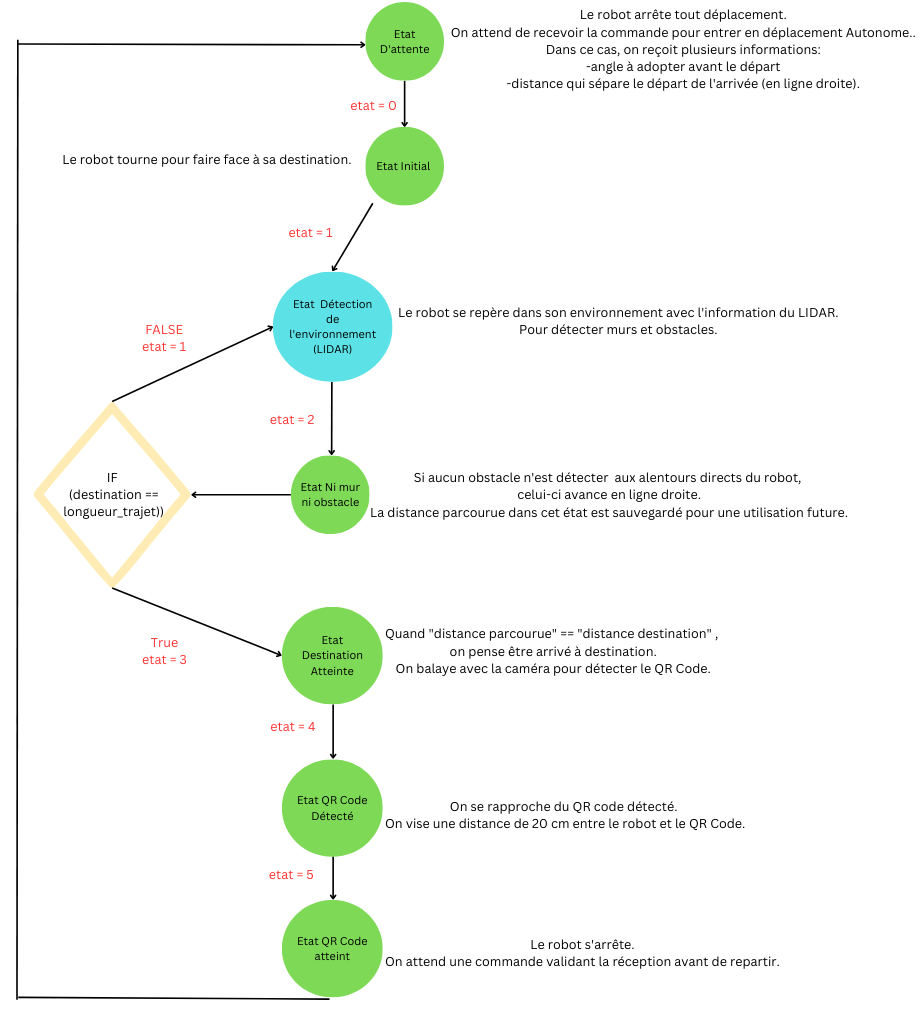 Etat
D'attente
Le robot arrête tout déplacement.
On attend de recevoir la commande pour entrer en déplacement Autonome..
Dans ce cas, on reçoit plusieurs informations:
-angle à adopter avant le départ
-distance qui sépare le départ de l'arrivée (en ligne droite).
etat = 0
Le robot tourne pour faire face à sa destination.
Etat Initial
etat = 1
Etat Détection
de
l'environnement
(LIDAR)
Le robot se repère dans son environnement avec l'information du LIDAR.
Pour détecter murs et obstacles.
FALSE
etat = 1
etat = 2
IF
(destination ==
longueur_trajet))
Etat Ni mur
ni obstacle
Si aucun obstacle n'est détecter aux alentours directs du robot,
celui-ci avance en ligne droite.
La distance parcourue dans cet état est sauvegardé pour une utilisation future.
True
etat = 3
Etat
Destination
Atteinte
Quand "distance parcourue" == "distance destination" ,
on pense être arrivé à destination.
On balaye avec la caméra pour détecter le QR Code.
etat = 4
Etat QR Code
Détecté
On se rapproche du QR code détecté.
On vise une distance de 20 cm entre le robot et le QR Code.
etat = 5
Etat QR Code
atteint
Le robot s'arrête.
On attend une commande validant la réception avant de repartir.